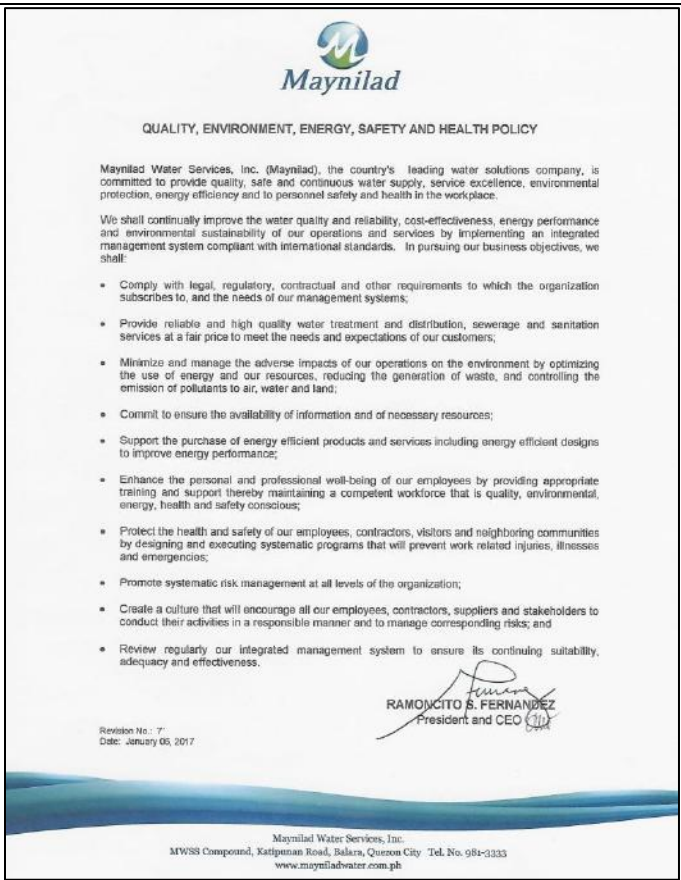 Maynilad
QUALITY, ENVIRONMENT, ENERGY, SAFETY AND HEALTH POLICY
Maynilad Water Services, Inc. (Maynilad), the country's leading water solutions company, is
committed to provide quality, safe and continuous water supply, service excellence, environmental
protection, energy efficiency and to personnel safety and health in the workplace.
We shall continually improve the water quality and reliability, cost-effectiveness, energy performance
and environmental sustainability of our operations and services by implementing an integrated
management system compliant with international standards. In pursuing our business objectives, we
shall:
• Comply with legal, regulatory, contractual and other requirements to which the organization
subscribes to, and the needs of our management systems;
• Provide reliable and high quality water treatment and distribution, sewerage and sanitation
services at a fair price to meet the needs and expectations of our customers;
• Minimize and manage the adverse impacts of our operations on the environment by optimizing
the use of energy and our resources, reducing the generation of waste, and controlling the
emission of pollutants to air, water and land;
• Commit to ensure the availability of information and of necessary resources;
• Support the purchase of energy efficient products and services including energy efficient designs
to improve energy performance;
• Enhance the personal and professional well-being of our employees by providing appropriate
training and support thereby maintaining a competent workforce that is quality, environmental,
energy, health and safety conscious;
• Protect the health and safety of our employees, contractors, visitors and neighboring communities
by designing and executing systematic programs that will prevent work related injuries, illnesses
and emergencies;
• Promote systematic risk management at all levels of the organization;
• Create a culture that will encourage all our employees, contractors, suppliers and stakeholders to
conduct their activities in a responsible manner and to manage corresponding risks; and
• Review regularly our integrated management system to ensure its continuing suitability,
adequacy and effectiveness.
RAMONCITO S. FERNANDEZ
President and CEO
Revision No.: 7
Date: January 06, 2017
Maynilad Water Services, Inc.
MWSS Compound, Katipunan Road, Balara, Quezon City Tel. No. 981-3333
www.mayniladwater.com.ph